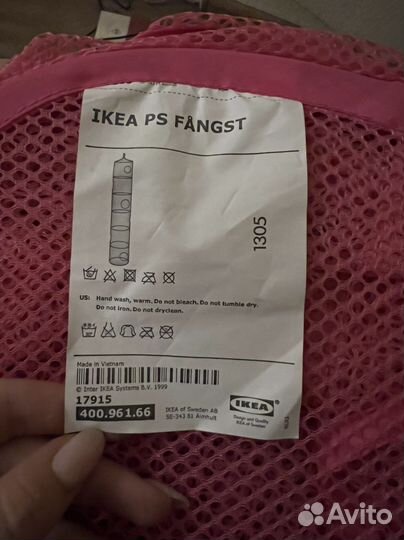 IKEA PS FÅNGST
1305
US: Hand wash, warm. Do not bleach. Do not tumble dry.
Do not iron. Do not dryclean.
Made in Vietnam
© Inter IKEA Systems B.V. 1999
17915
400.961.66
IKEA of Sweden AB
SE-343 81 Älmhult
IKEA
Design and Quality
IKEA of Sweden
Avito